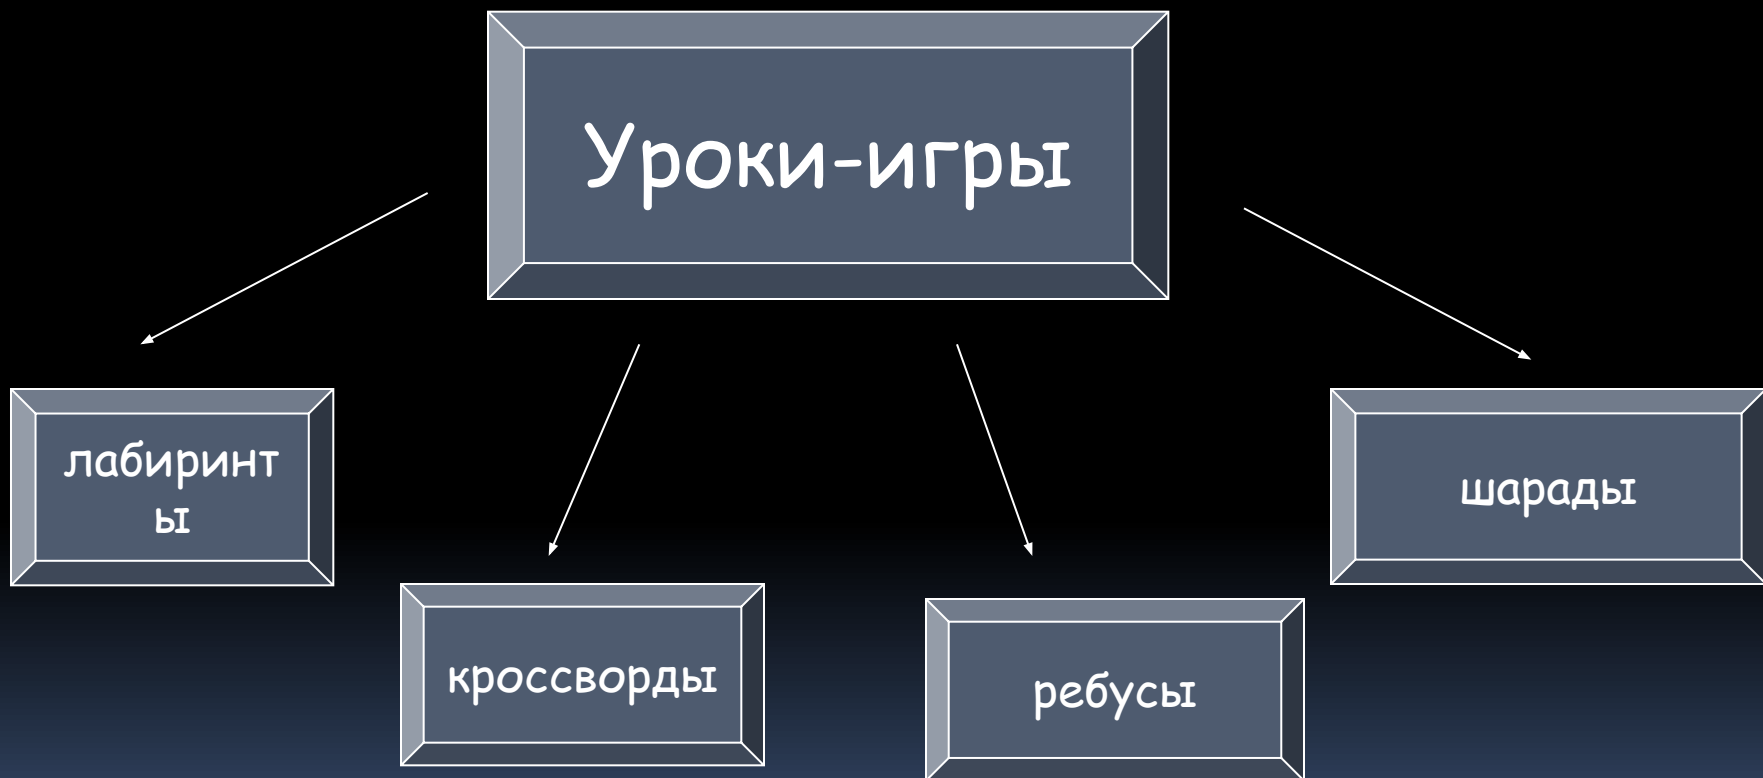 Уроки-игры
лабиринт
ы
шарады
кроссворды
ребусы